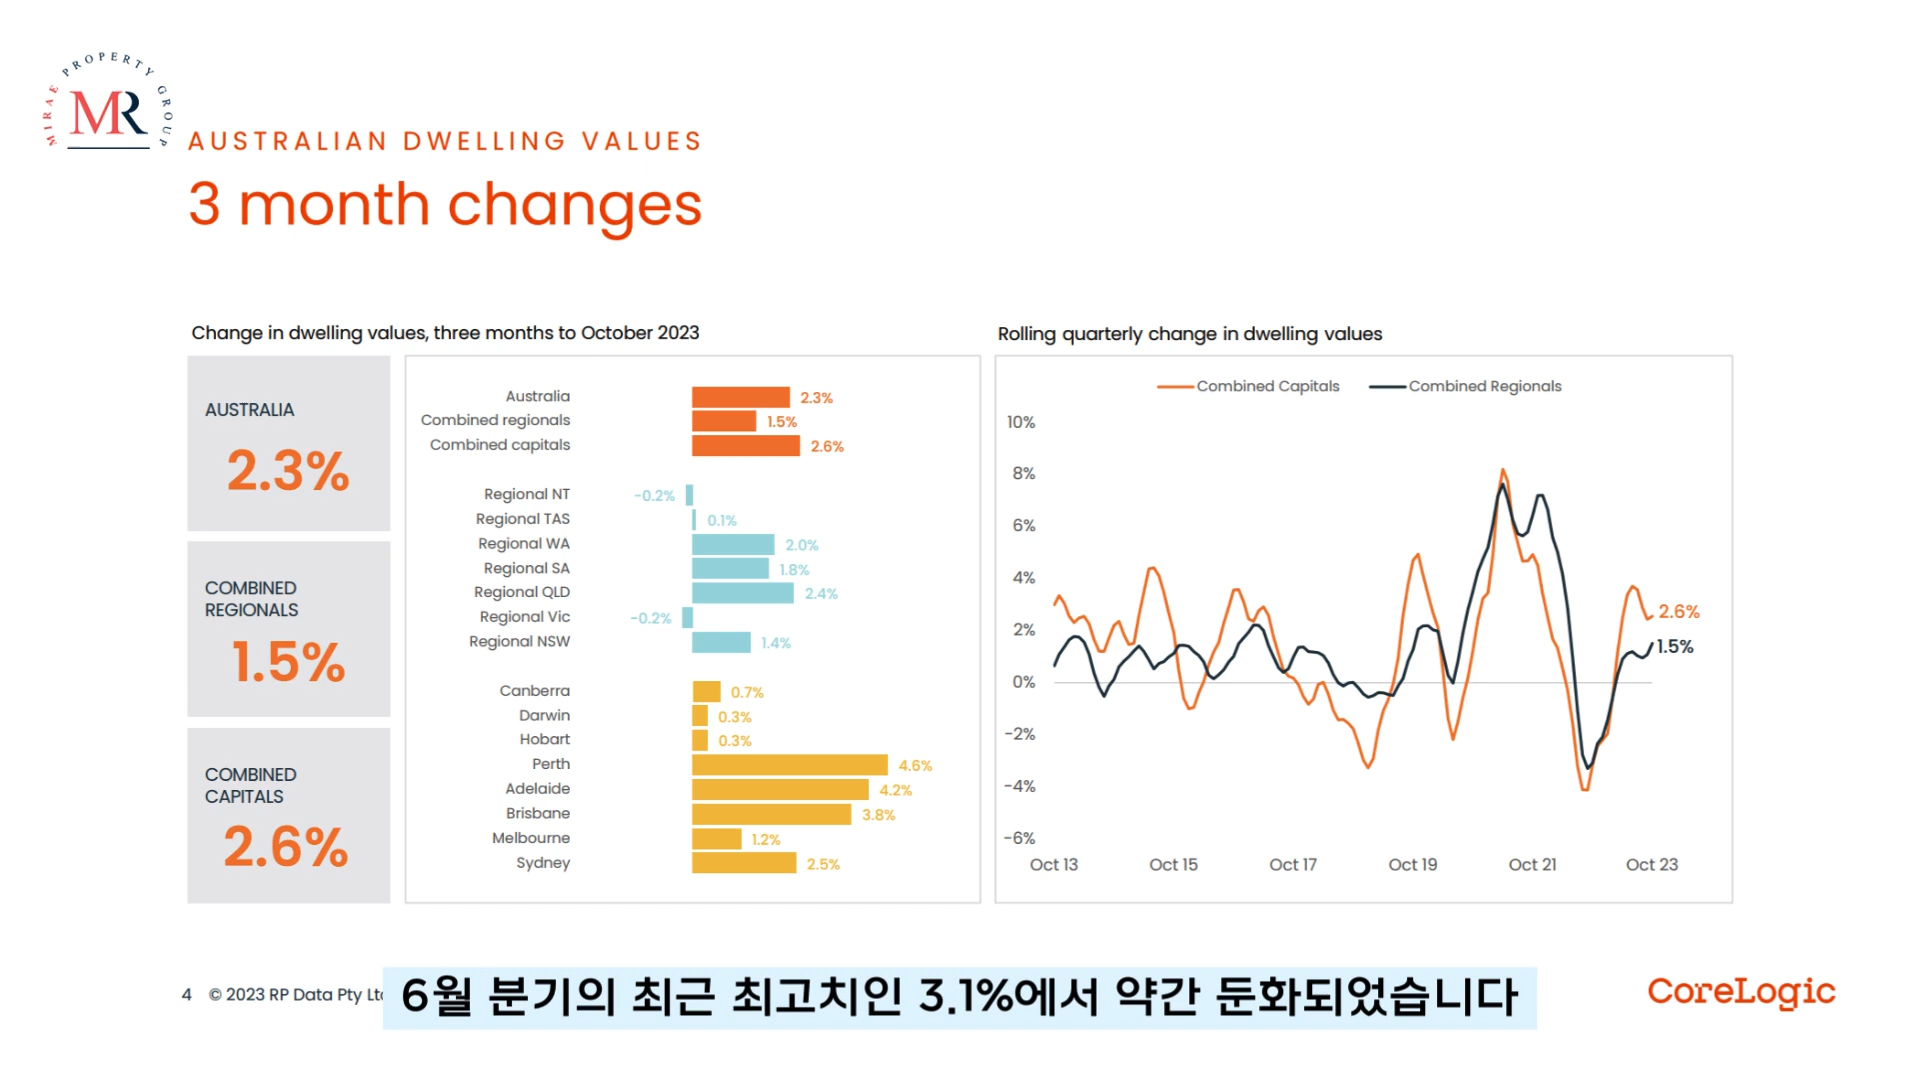 MIRAE PROPERTY GROUP
MR
AUSTRALIAN DWELLING VALUES
3 month changes
Change in dwelling values, three months to October 2023
AUSTRALIA
2.3%
COMBINED
REGIONALS
1.5%
COMBINED
CAPITALS
2.6%
Australia 2.3%
Combined regionals 1.5%
Combined capitals 2.6%
Regional NT -0.2%
Regional TAS 0.1%
Regional WA 2.0%
Regional SA 1.8%
Regional QLD 2.4%
Regional Vic -0.2%
Regional NSW 1.4%
Canberra 0.7%
Darwin 0.3%
Hobart 0.3%
Perth 4.6%
Adelaide 4.2%
Brisbane 3.8%
Melbourne 1.2%
Sydney 2.5%
Rolling quarterly change in dwelling values
Combined Capitals Combined Regionals
10%
8%
6%
4%
2%
0%
-2%
-4%
-6%
2.6%
1.5%
Oct 13 Oct 15 Oct 17 Oct 19 Oct 21 Oct 23
4 © 2023 RP Data Pty
6월 분기의 최근 최고치인 3.1%에서 약간 둔화되었습니다
CoreLogic